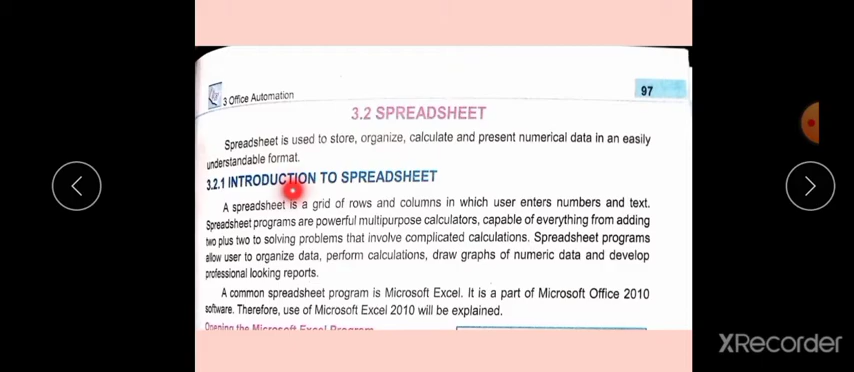 3 Office Automation
97
3.2 SPREADSHEET
Spreadsheet is used to store, organize, calculate and present numerical data in an easily
understandable format.
3.2.1 INTRODUCTION TO SPREADSHEET
A spreadsheet is a grid of rows and columns in which user enters numbers and text.
Spreadsheet programs are powerful multipurpose calculators, capable of everything from adding
two plus two to solving problems that involve complicated calculations. Spreadsheet programs
allow user to organize data, perform calculations, draw graphs of numeric data and develop
professional looking reports.
A common spreadsheet program is Microsoft Excel. It is a part of Microsoft Office 2010
software. Therefore, use of Microsoft Excel 2010 will be explained.
Opening the Microsoft Excel Program
XRecorder